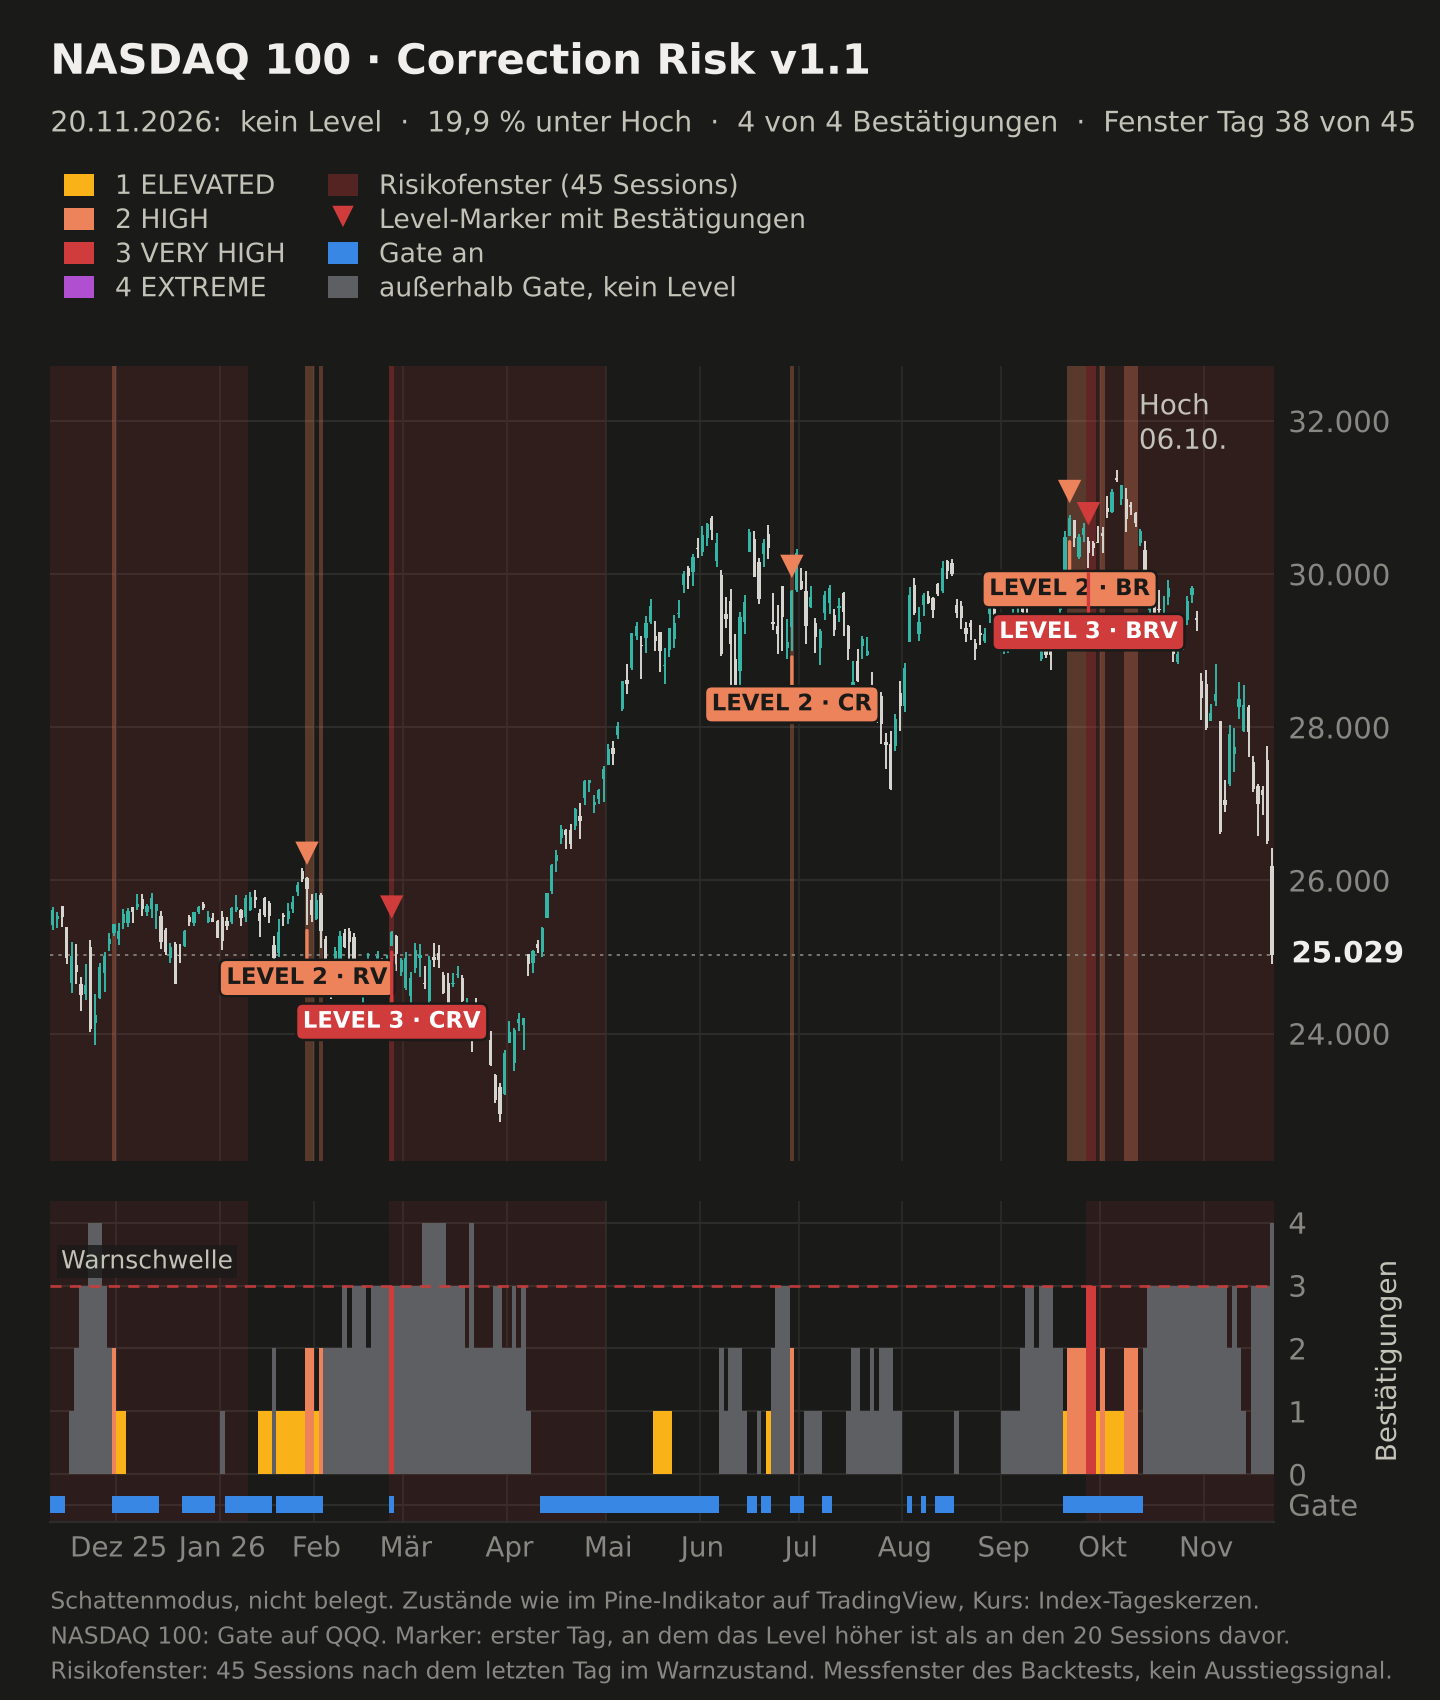 NASDAQ 100 · Correction Risk v1.1
20.11.2026:  kein Level  ·  19,9 % unter Hoch  ·  4 von 4 Bestätigungen  ·  Fenster Tag 38 von 45
1 ELEVATED
2 HIGH
3 VERY HIGH
4 EXTREME
Risikofenster (45 Sessions)
Level-Marker mit Bestätigungen
Gate an
außerhalb Gate, kein Level
Hoch
06.10.
32.000
30.000
28.000
26.000
25.029
24.000
LEVEL 2 · BR
LEVEL 3 · BRV
LEVEL 2 · CR
LEVEL 2 · RV
LEVEL 3 · CRV
Warnschwelle
4
3
2
1
0
Gate
Bestätigungen
Dez 25 Jan 26 Feb Mär Apr Mai Jun Jul Aug Sep Okt Nov
Schattenmodus, nicht belegt. Zustände wie im Pine-Indikator auf TradingView, Kurs: Index-Tageskerzen.
NASDAQ 100: Gate auf QQQ. Marker: erster Tag, an dem das Level höher ist als an den 20 Sessions davor.
Risikofenster: 45 Sessions nach dem letzten Tag im Warnzustand. Messfenster des Backtests, kein Ausstiegssignal.